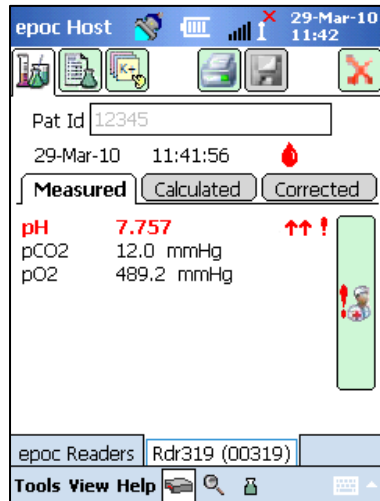 epoc Host 29-Mar-10 11:42
K+
Pat Id 12345
29-Mar-10 11:41:56
Measured Calculated Corrected
pH 7.757 ↑↑ !
pCO2 12.0 mmHg
pO2 489.2 mmHg
epoc Readers Rdr319 (00319)
Tools View Help